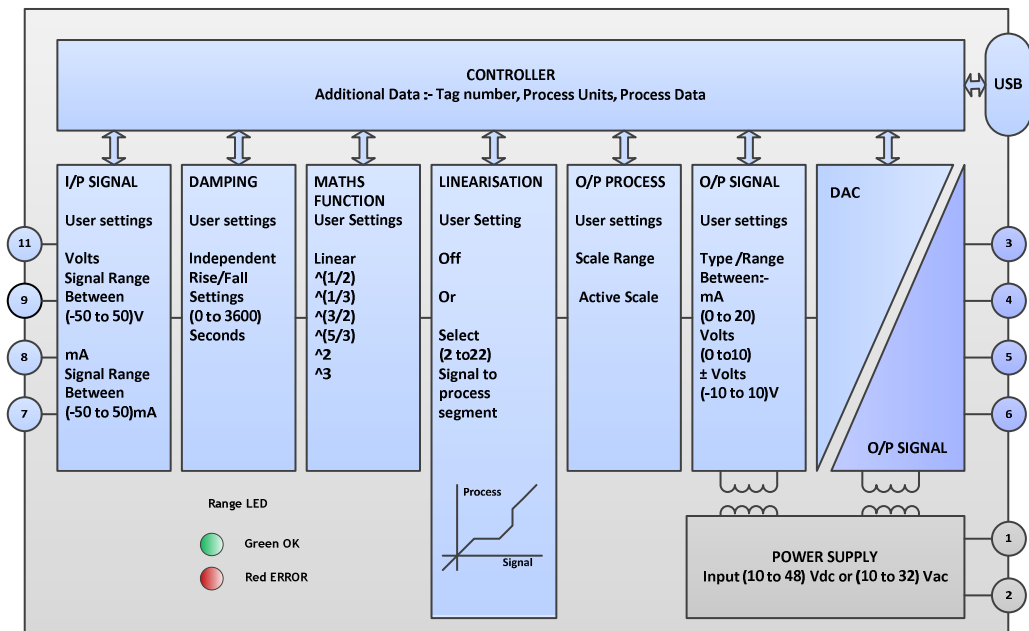 CONTROLLER
Additional Data :- Tag number, Process Units, Process Data
USB
I/P SIGNAL
User settings
Volts
Signal Range
Between
(-50 to 50)V
mA
Signal Range
Between
(-50 to 50)mA
DAMPING
User settings
Independent
Rise/Fall
Settings
(0 to 3600)
Seconds
MATHS
FUNCTION
User Settings
Linear
^(1/2)
^(1/3)
^(3/2)
^(5/3)
^2
^3
LINEARISATION
User Setting
Off
Or
Select
(2 to22)
Signal to
process
segment
Process
Signal
O/P PROCESS
User settings
Scale Range
Active Scale
O/P SIGNAL
User settings
Type /Range
Between:-
mA
(0 to 20)
Volts
(0 to10)
± Volts
(-10 to 10)V
DAC
O/P SIGNAL
11
9
8
7
3
4
5
6
Range LED
Green OK
Red ERROR
POWER SUPPLY
Input (10 to 48) Vdc or (10 to 32) Vac
1
2